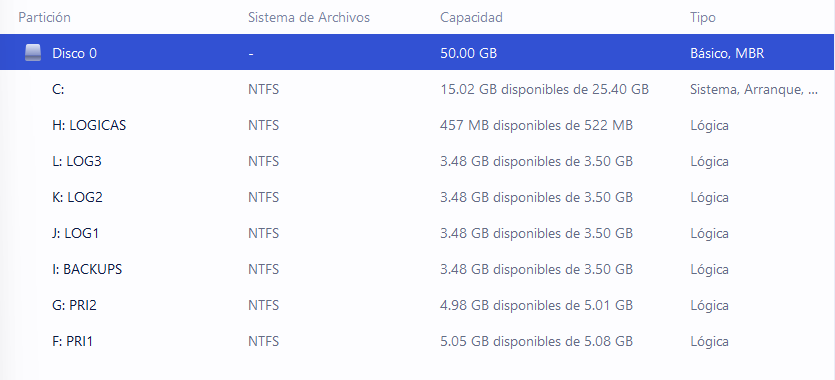 Partición Sistema de Archivos Capacidad Tipo
Disco 0 - 50.00 GB Básico, MBR
C: NTFS 15.02 GB disponibles de 25.40 GB Sistema, Arranque, ...
H: LOGICAS NTFS 457 MB disponibles de 522 MB Lógica
L: LOG3 NTFS 3.48 GB disponibles de 3.50 GB Lógica
K: LOG2 NTFS 3.48 GB disponibles de 3.50 GB Lógica
J: LOG1 NTFS 3.48 GB disponibles de 3.50 GB Lógica
I: BACKUPS NTFS 3.48 GB disponibles de 3.50 GB Lógica
G: PRI2 NTFS 4.98 GB disponibles de 5.01 GB Lógica
F: PRI1 NTFS 5.05 GB disponibles de 5.08 GB Lógica